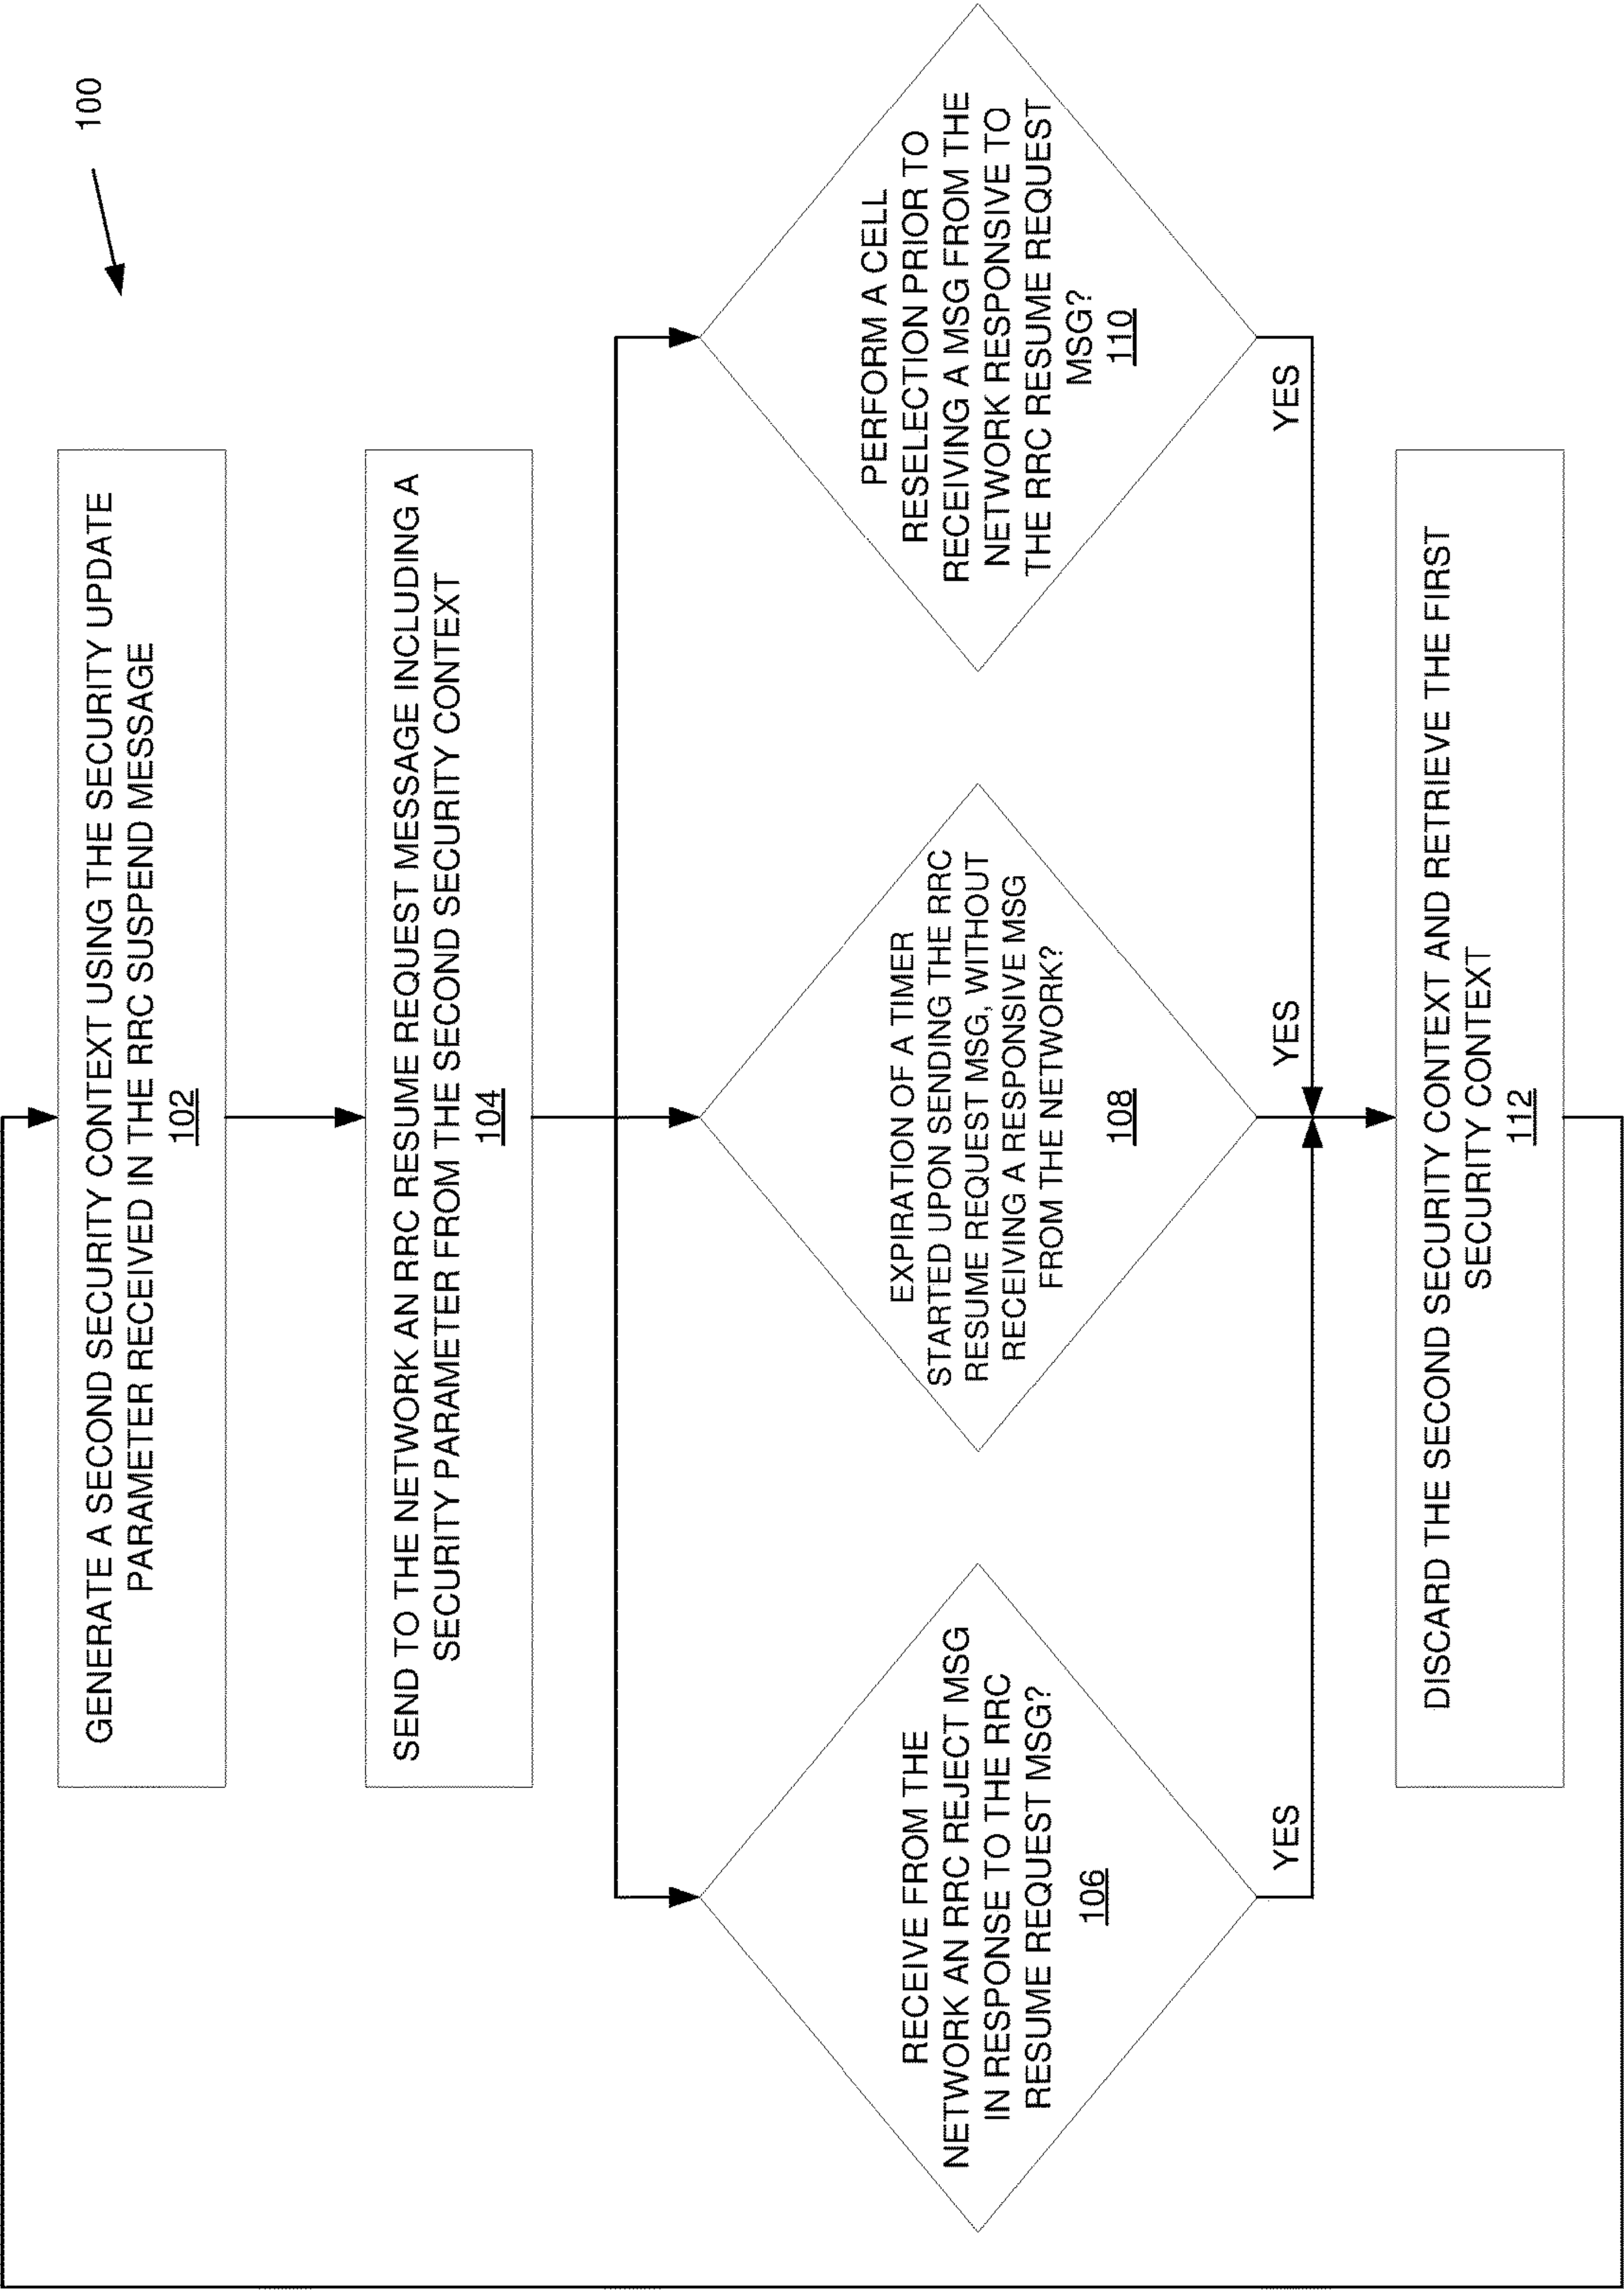 100
GENERATE A SECOND SECURITY CONTEXT USING THE SECURITY UPDATE
PARAMETER RECEIVED IN THE RRC SUSPEND MESSAGE
102
SEND TO THE NETWORK AN RRC RESUME REQUEST MESSAGE INCLUDING A
SECURITY PARAMETER FROM THE SECOND SECURITY CONTEXT
104
RECEIVE FROM THE
NETWORK AN RRC REJECT MSG
IN RESPONSE TO THE RRC
RESUME REQUEST MSG?
106
EXPIRATION OF A TIMER
STARTED UPON SENDING THE RRC
RESUME REQUEST MSG, WITHOUT
RECEIVING A RESPONSIVE MSG
FROM THE NETWORK?
108
PERFORM A CELL
RESELECTION PRIOR TO
RECEIVING A MSG FROM THE
NETWORK RESPONSIVE TO
THE RRC RESUME REQUEST
MSG?
110
YES
YES
YES
DISCARD THE SECOND SECURITY CONTEXT AND RETRIEVE THE FIRST
SECURITY CONTEXT
112